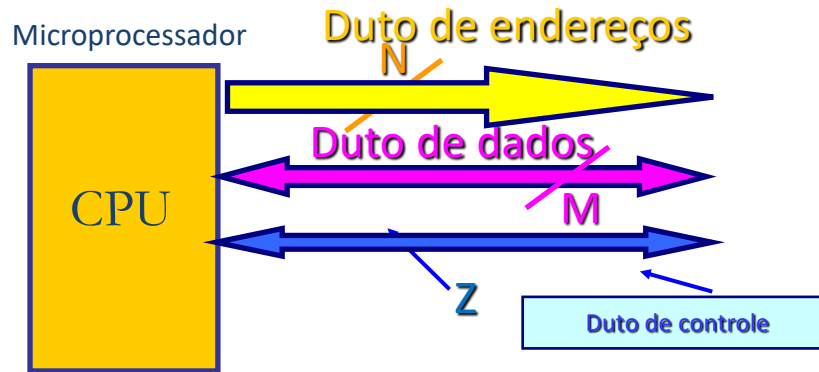 Microprocessador
Duto de endereços
N
Duto de dados
CPU
M
Z
Duto de controle